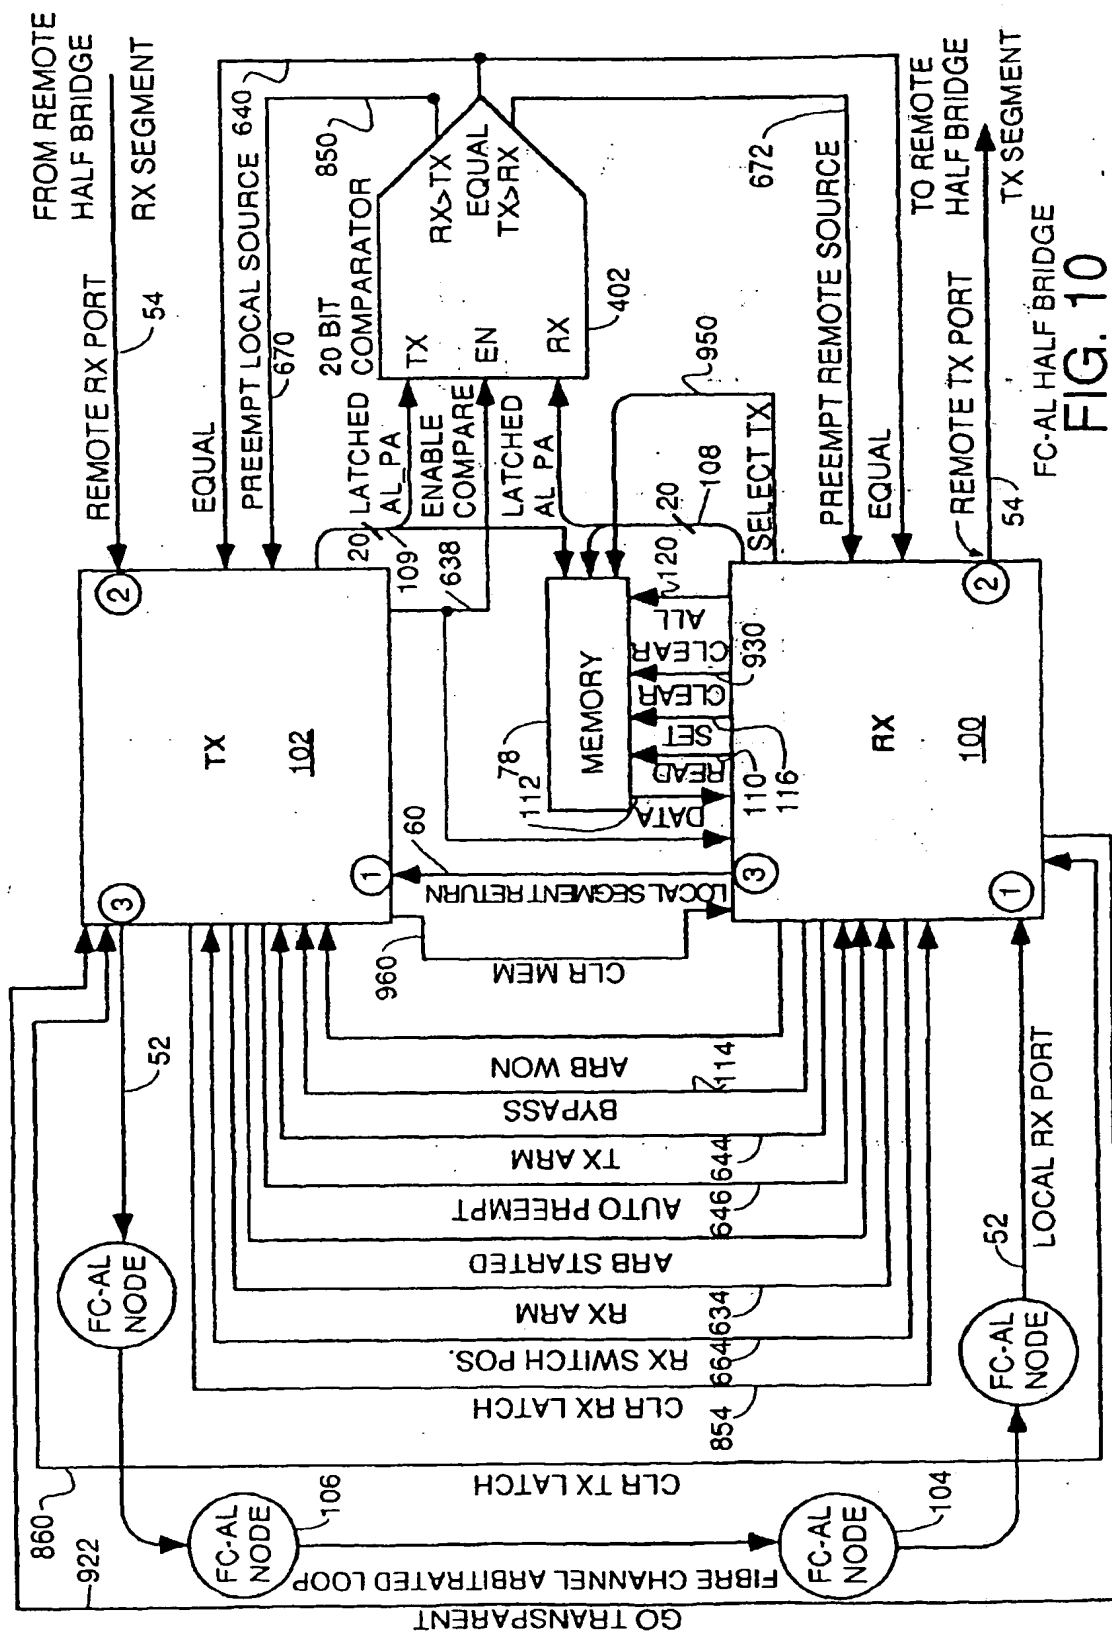 FROM REMOTE
HALF BRIDGE
RX SEGMENT
REMOTE RX PORT
54
640
EQUAL
PREEMPT LOCAL SOURCE
670
850
20 BIT
COMPARATOR
TX
EN
RX
RX>TX
EQUAL
TX>RX
402
20
LATCHED
AL_PA
109
ENABLE
COMPARE
638
LATCHED
AL_PA
20
108
SELECT TX
950
672
PREEMPT REMOTE SOURCE
EQUAL
TO REMOTE
HALF BRIDGE
TX SEGMENT
REMOTE TX PORT
54
FC-AL HALF BRIDGE
FIG. 10
2
TX
102
3
1
MEMORY
78
112
DATA
READ
110
SET
116
CLEAR
930
CLEAR
ALL
120
RX
100
3
1
2
60
LOCAL SEGMENT RETURN
960
CLR MEM
ARB WON
114
BYPASS
644
TX ARM
646
AUTO PREEMPT
ARB STARTED
634
RX ARM
664
RX SWITCH POS.
854
CLR RX LATCH
860
CLR TX LATCH
922
GO TRANSPARENT
52
FC-AL
NODE
FC-AL
NODE
106
FIBRE CHANNEL ARBITRATED LOOP
FC-AL
NODE
104
FC-AL
NODE
52
LOCAL RX PORT